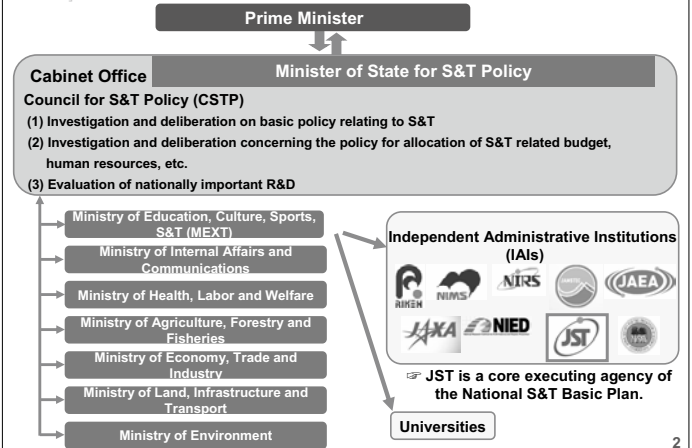 Prime Minister
Cabinet Office
Minister of State for S&T Policy
Council for S&T Policy (CSTP)
(1) Investigation and deliberation on basic policy relating to S&T
(2) Investigation and deliberation concerning the policy for allocation of S&T related budget,
human resources, etc.
(3) Evaluation of nationally important R&D
Ministry of Education, Culture, Sports,
S&T (MEXT)
Ministry of Internal Affairs and
Communications
Ministry of Health, Labor and Welfare
Ministry of Agriculture, Forestry and
Fisheries
Ministry of Economy, Trade and
Industry
Ministry of Land, Infrastructure and
Transport
Ministry of Environment
Independent Administrative Institutions
(IAIs)
RIKEN
NIMS
NIRS
JAEA
JAXA
NIED
JST
☞ JST is a core executing agency of
the National S&T Basic Plan.
Universities
2